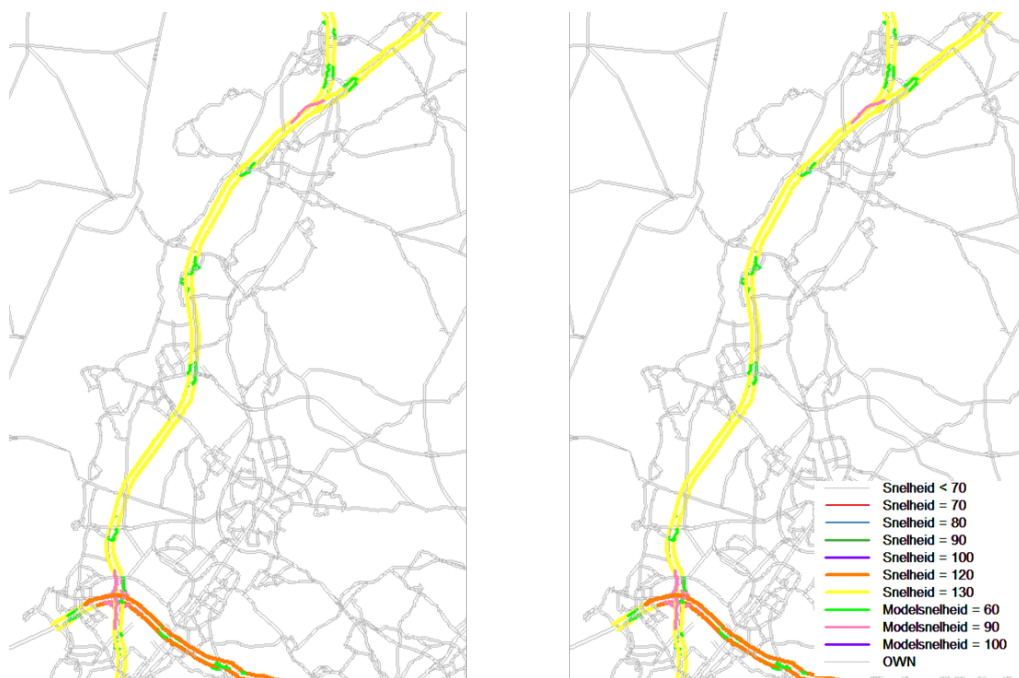 Snelheid < 70
Snelheid = 70
Snelheid = 80
Snelheid = 90
Snelheid = 100
Snelheid = 120
Snelheid = 130
Modelsnelheid = 60
Modelsnelheid = 90
Modelsnelheid = 100
OWN